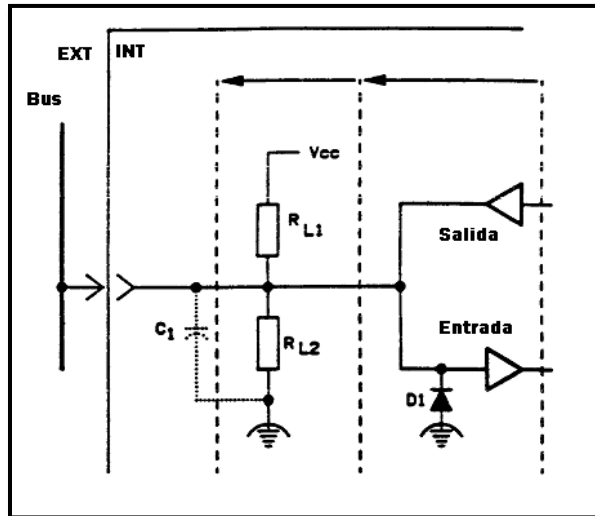 EXT INT
Bus
Vcc
RL1
Salida
C1
RL2
Entrada
D1